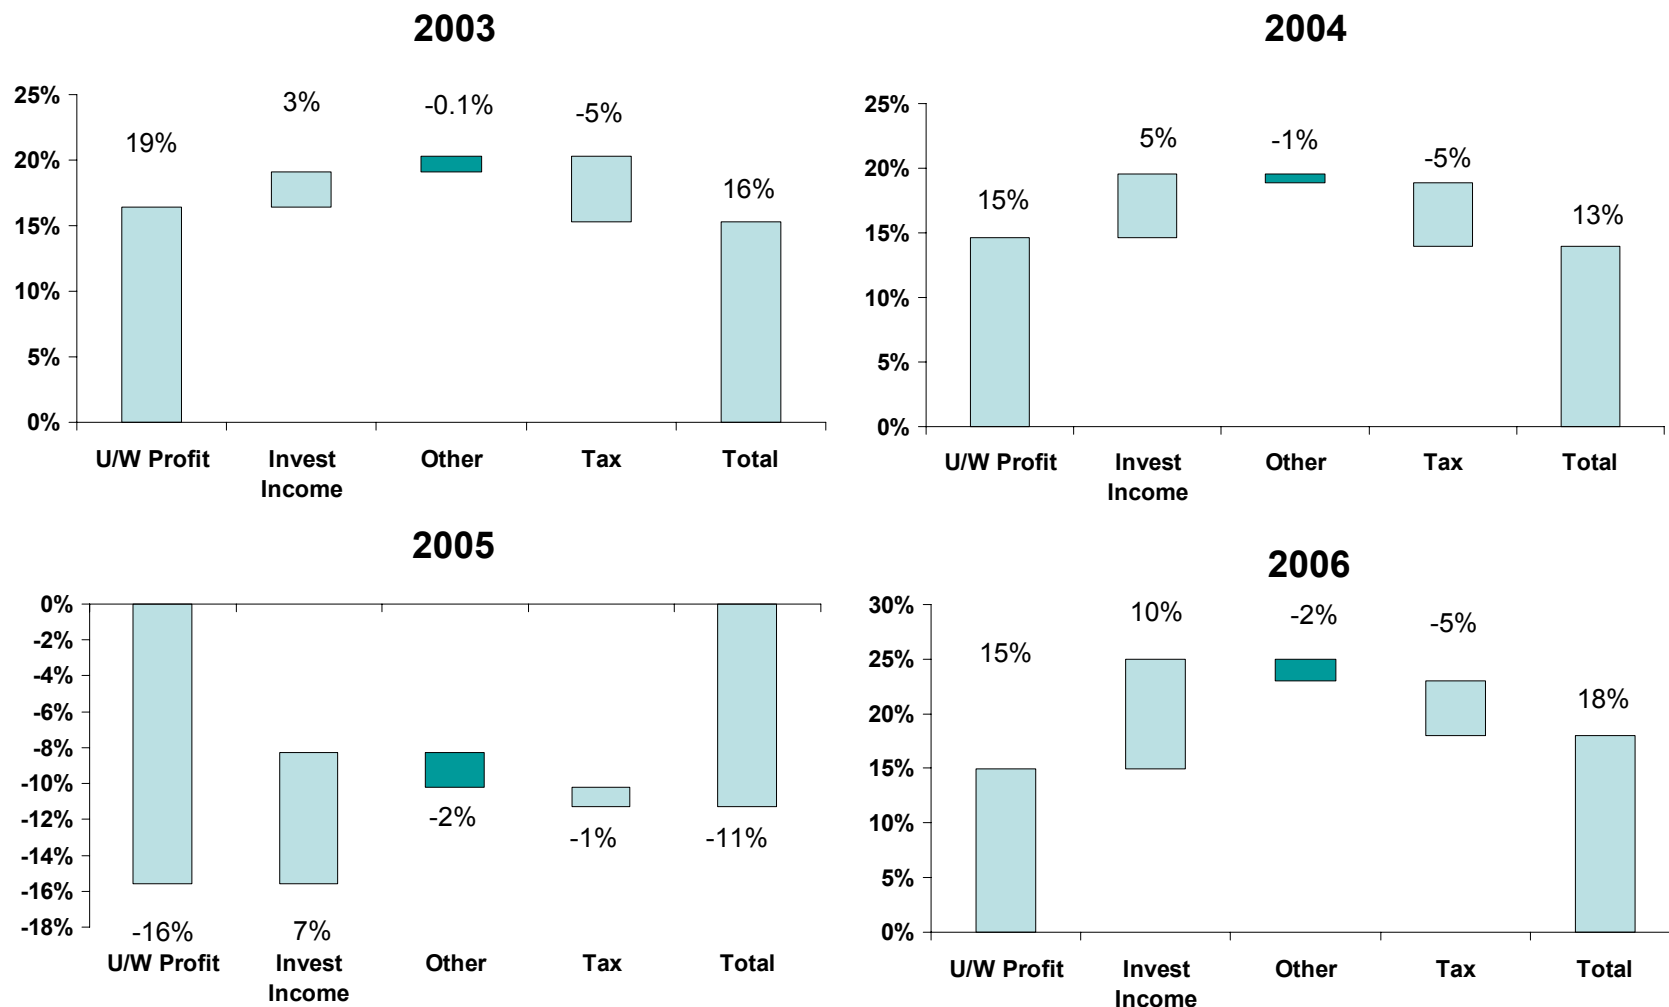 2003
25%
20%
15%
10%
5%
0%
19%
3%
-0.1%
-5%
16%
U/W Profit
Invest
Income
Other
Tax
Total
2004
25%
20%
15%
10%
5%
0%
15%
5%
-1%
-5%
13%
U/W Profit
Invest
Income
Other
Tax
Total
2005
0%
-2%
-4%
-6%
-8%
-10%
-12%
-14%
-16%
-18%
-16%
7%
-2%
-1%
-11%
U/W Profit
Invest
Income
Other
Tax
Total
2006
30%
25%
20%
15%
10%
5%
0%
15%
10%
-2%
-5%
18%
U/W Profit
Invest
Income
Other
Tax
Total